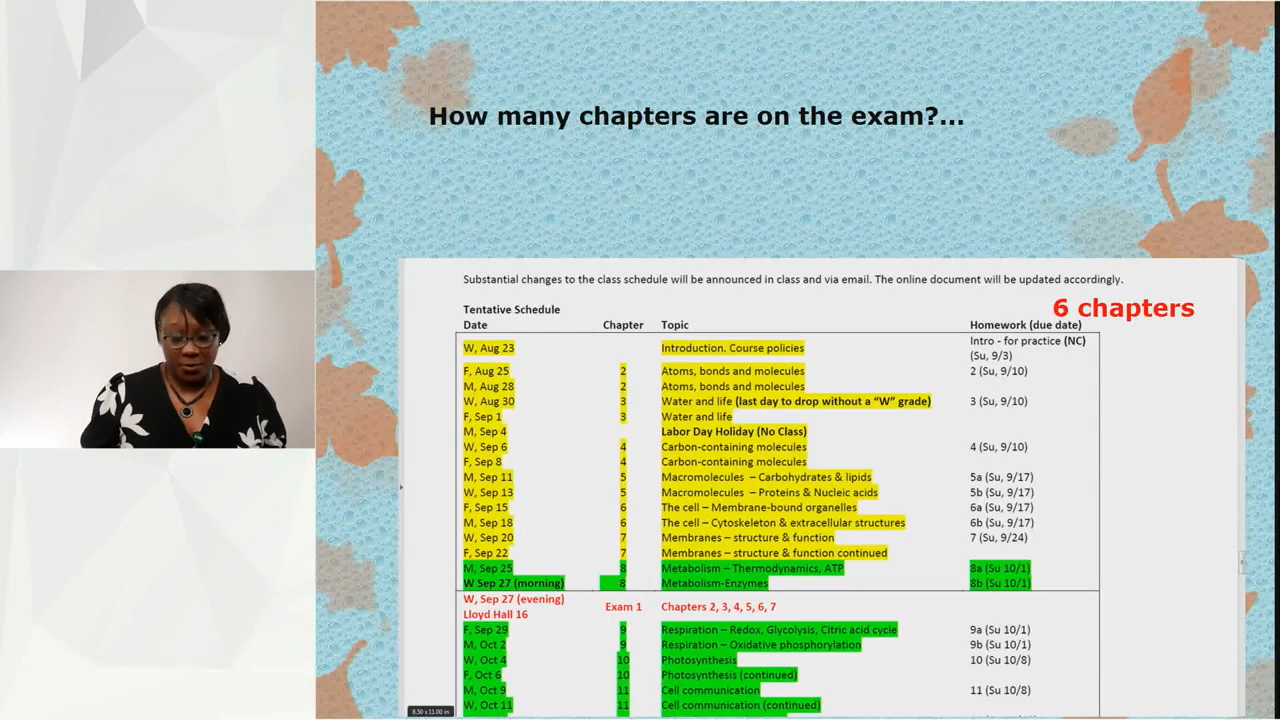 How many chapters are on the exam?...
Substantial changes to the class schedule will be announced in class and via email. The online document will be updated accordingly.
6 chapters
Tentative Schedule
Date Chapter Topic Homework (due date)
W, Aug 23 Introduction. Course policies Intro - for practice (NC) (Su, 9/3)
F, Aug 25 2 Atoms, bonds and molecules 2 (Su, 9/10)
M, Aug 28 2 Atoms, bonds and molecules
W, Aug 30 3 Water and life (last day to drop without a “W” grade) 3 (Su, 9/10)
F, Sep 1 3 Water and life
M, Sep 4 Labor Day Holiday (No Class)
W, Sep 6 4 Carbon-containing molecules 4 (Su, 9/10)
F, Sep 8 4 Carbon-containing molecules
M, Sep 11 5 Macromolecules – Carbohydrates & lipids 5a (Su, 9/17)
W, Sep 13 5 Macromolecules – Proteins & Nucleic acids 5b (Su, 9/17)
F, Sep 15 6 The cell – Membrane-bound organelles 6a (Su, 9/17)
M, Sep 18 6 The cell – Cytoskeleton & extracellular structures 6b (Su, 9/17)
W, Sep 20 7 Membranes – structure & function 7 (Su, 9/24)
F, Sep 22 7 Membranes – structure & function continued
M, Sep 25 8 Metabolism – Thermodynamics, ATP 8a (Su 10/1)
W Sep 27 (morning) 8 Metabolism-Enzymes 8b (Su 10/1)
W, Sep 27 (evening)
Lloyd Hall 16 Exam 1 Chapters 2, 3, 4, 5, 6, 7
F, Sep 29 9 Respiration – Redox, Glycolysis, Citric acid cycle 9a (Su 10/1)
M, Oct 2 9 Respiration – Oxidative phosphorylation 9b (Su 10/1)
W, Oct 4 10 Photosynthesis 10 (Su 10/8)
F, Oct 6 10 Photosynthesis (continued)
M, Oct 9 11 Cell communication 11 (Su 10/8)
W, Oct 11 11 Cell communication (continued)
8.50 x 11.00 in